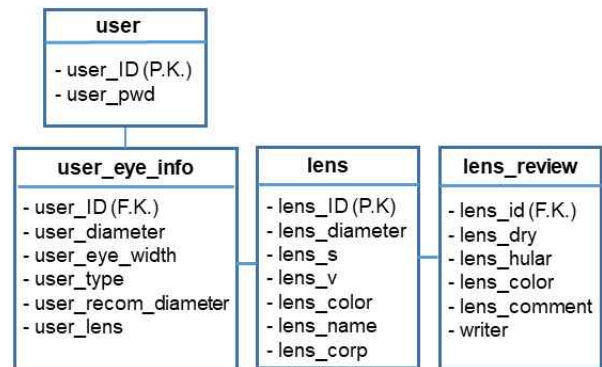 user
- user_ID (P.K.)
- user_pwd
user_eye_info
- user_ID (F.K.)
- user_diameter
- user_eye_width
- user_type
- user_recom_diameter
- user_lens
lens
- lens_ID (P.K)
- lens_diameter
- lens_s
- lens_v
- lens_color
- lens_name
- lens_corp
lens_review
- lens_id (F.K.)
- lens_dry
- lens_hular
- lens_color
- lens_comment
- writer